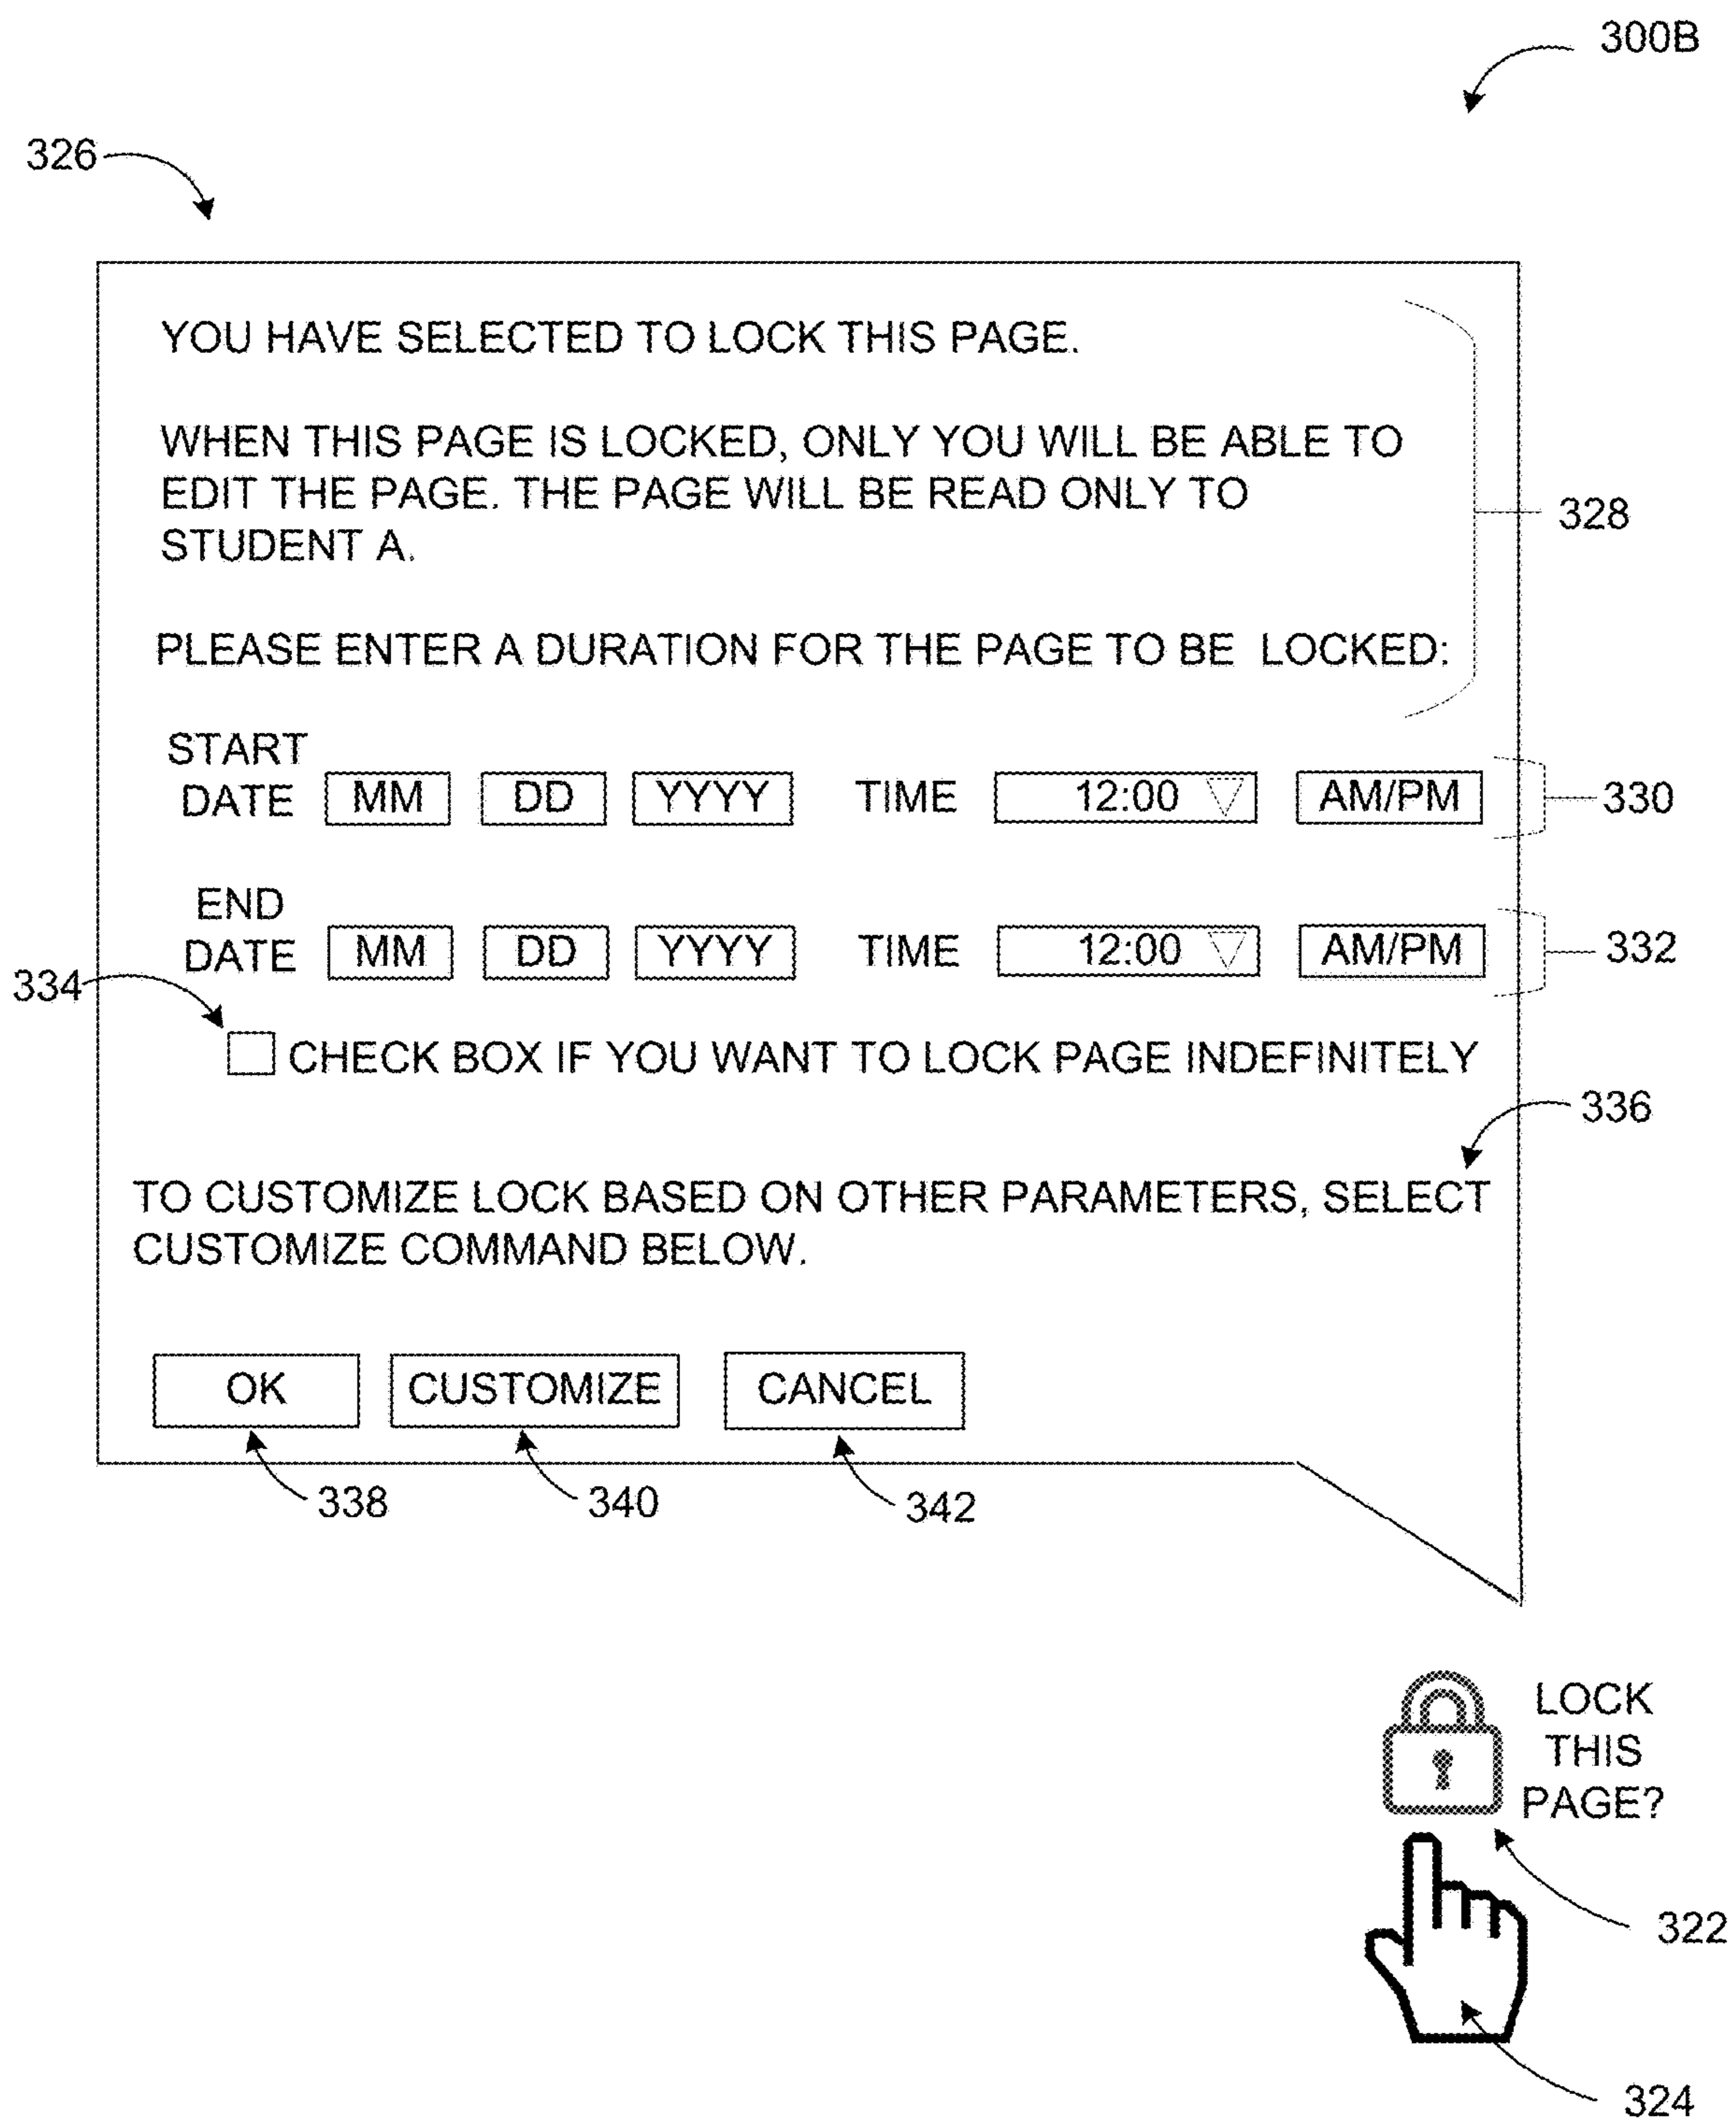 300B
326
YOU HAVE SELECTED TO LOCK THIS PAGE.
WHEN THIS PAGE IS LOCKED, ONLY YOU WILL BE ABLE TO
EDIT THE PAGE. THE PAGE WILL BE READ ONLY TO
STUDENT A.
328
PLEASE ENTER A DURATION FOR THE PAGE TO BE LOCKED:
START
DATE MM DD YYYY TIME 12:00 AM/PM 330
END
DATE MM DD YYYY TIME 12:00 AM/PM 332
334
CHECK BOX IF YOU WANT TO LOCK PAGE INDEFINITELY
336
TO CUSTOMIZE LOCK BASED ON OTHER PARAMETERS, SELECT
CUSTOMIZE COMMAND BELOW.
OK CUSTOMIZE CANCEL
338 340 342
LOCK
THIS
PAGE?
322
324